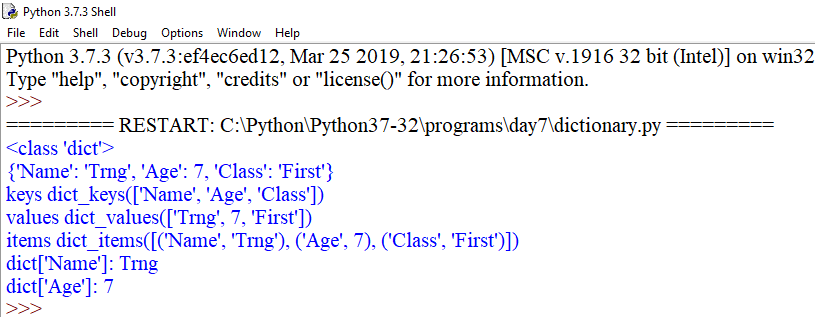 Python 3.7.3 Shell
File Edit Shell Debug Options Window Help
Python 3.7.3 (v3.7.3:ef4ec6ed12, Mar 25 2019, 21:26:53) [MSC v.1916 32 bit (Intel)] on win32
Type "help", "copyright", "credits" or "license()" for more information.
>>>
========= RESTART: C:\Python\Python37-32\programs\day7\dictionary.py =========
<class 'dict'>
{'Name': 'Trng', 'Age': 7, 'Class': 'First'}
keys dict_keys(['Name', 'Age', 'Class'])
values dict_values(['Trng', 7, 'First'])
items dict_items([('Name', 'Trng'), ('Age', 7), ('Class', 'First')])
dict['Name']: Trng
dict['Age']: 7
>>>